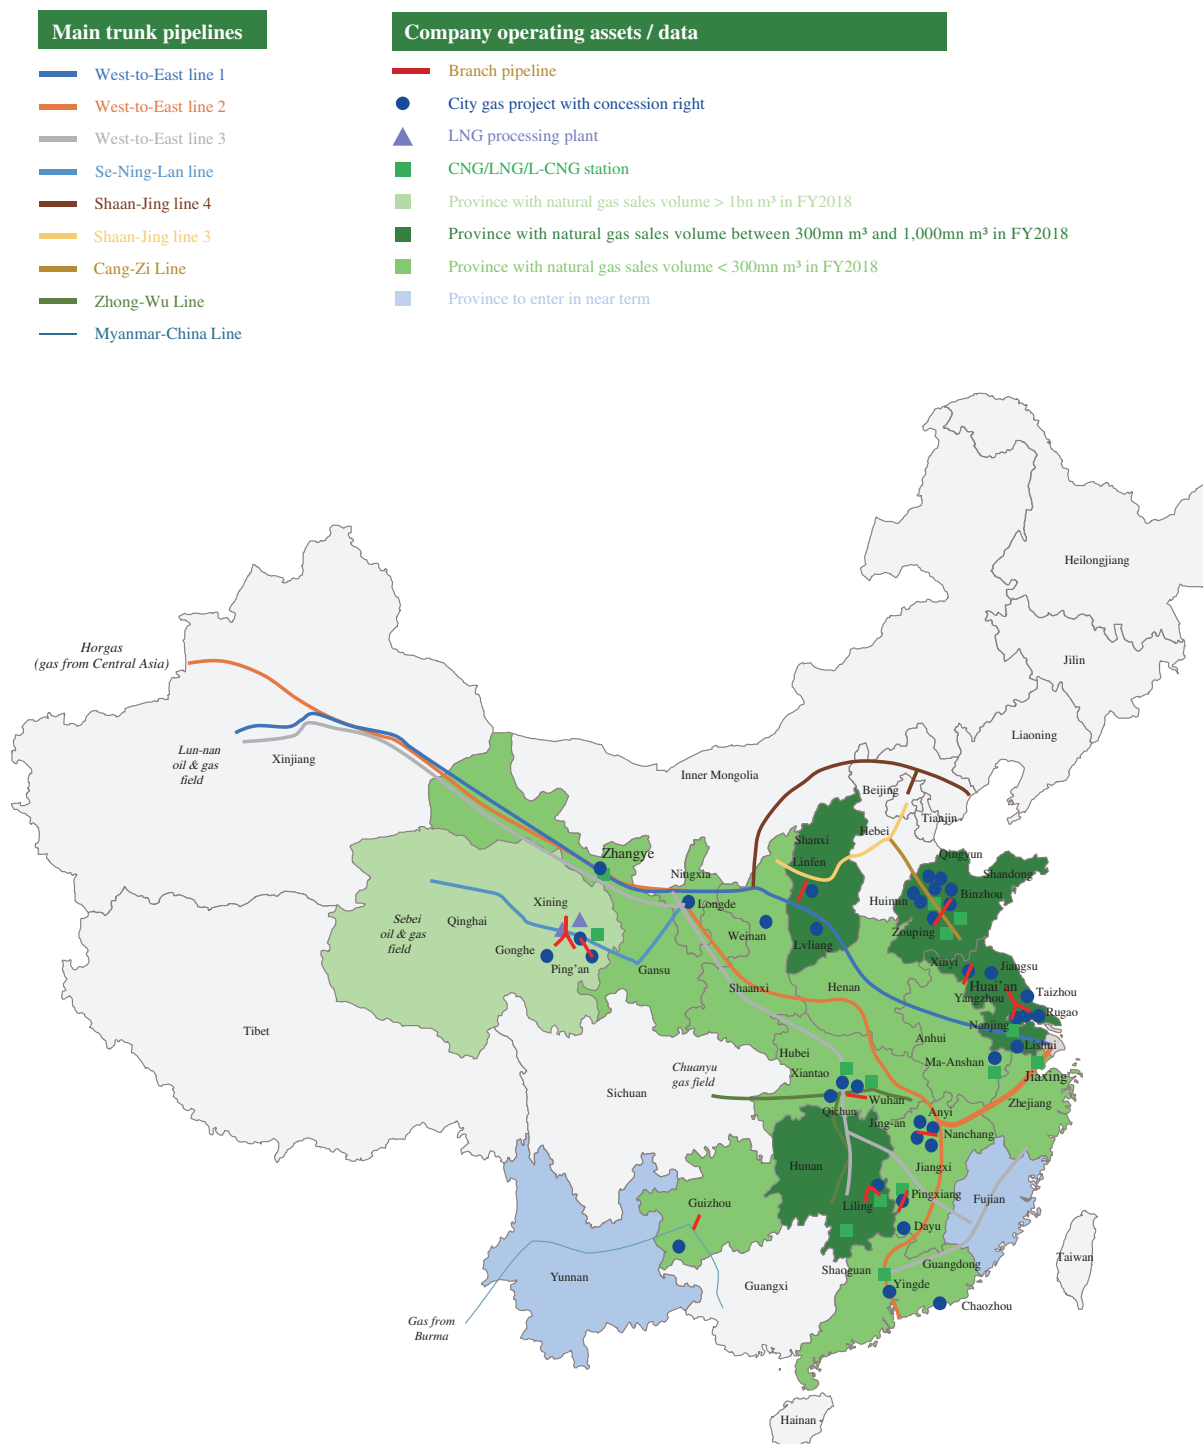 Main trunk pipelines
West-to-East line 1
West-to-East line 2
West-to-East line 3
Se-Ning-Lan line
Shaan-Jing line 4
Shaan-Jing line 3
Cang-Zi Line
Zhong-Wu Line
Myanmar-China Line
Company operating assets / data
Branch pipeline
City gas project with concession right
LNG processing plant
CNG/LNG/L-CNG station
Province with natural gas sales volume > 1bn m³ in FY2018
Province with natural gas sales volume between 300mn m³ and 1,000mn m³ in FY2018
Province with natural gas sales volume < 300mn m³ in FY2018
Province to enter in near term
Heilongjiang
Horgas
(gas from Central Asia)
Jilin
Liaoning
Lun-nan
oil & gas
field
Xinjiang
Inner Mongolia
Beijing
Tianjin
Hebei
Shanxi
Linfen
Zhangye
Qingyun
Shandong
Ningxia
Binzhou
Huimin
Longde
Xining
Sebei
oil & gas
field
Qinghai
Zouping
Weinan
Lvliang
Gonghe
Ping'an
Gansu
Xinyi
Jiangsu
Shaanxi
Henan
Huai'an
Yangzhou
Taizhou
Rugao
Nanjing
Tibet
Anhui
Lishui
Hubei
Ma-Anshan
Chuanyu
gas field
Xiantao
Jiaxing
Sichuan
Wuhan
Zhejiang
Qichun
Anyi
Jing-an
Nanchang
Hunan
Jiangxi
Pingxiang
Fujian
Guizhou
Liling
Dayu
Taiwan
Shaoguan
Guangdong
Yunnan
Guangxi
Yingde
Chaozhou
Gas from
Burma
Hainan